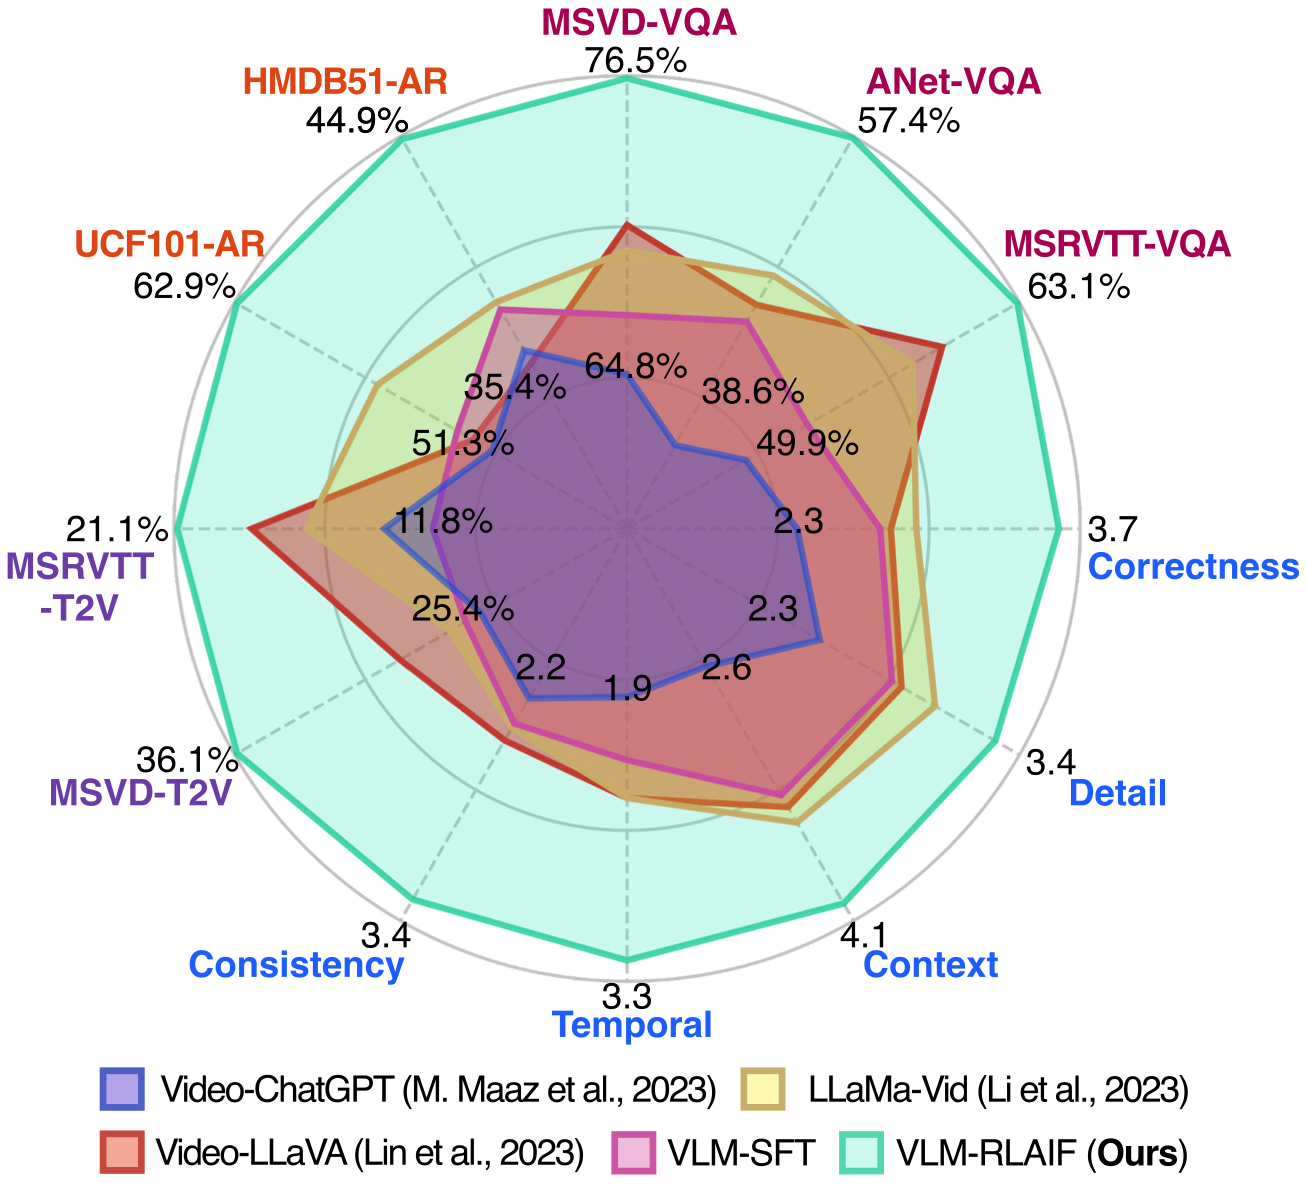 MSVD-VQA
76.5%
HMDB51-AR
44.9%
ANet-VQA
57.4%
UCF101-AR
62.9%
MSRVTT-VQA
63.1%
64.8%
35.4%
38.6%
51.3%
49.9%
21.1%
MSRVTT
-T2V
11.8%
2.3
3.7
Correctness
25.4%
2.3
2.2
1.9
2.6
36.1%
MSVD-T2V
3.4
Detail
3.4
Consistency
4.1
Context
3.3
Temporal
Video-ChatGPT (M. Maaz et al., 2023)
LLaMa-Vid (Li et al., 2023)
Video-LLaVA (Lin et al., 2023)
VLM-SFT
VLM-RLAIF (Ours)